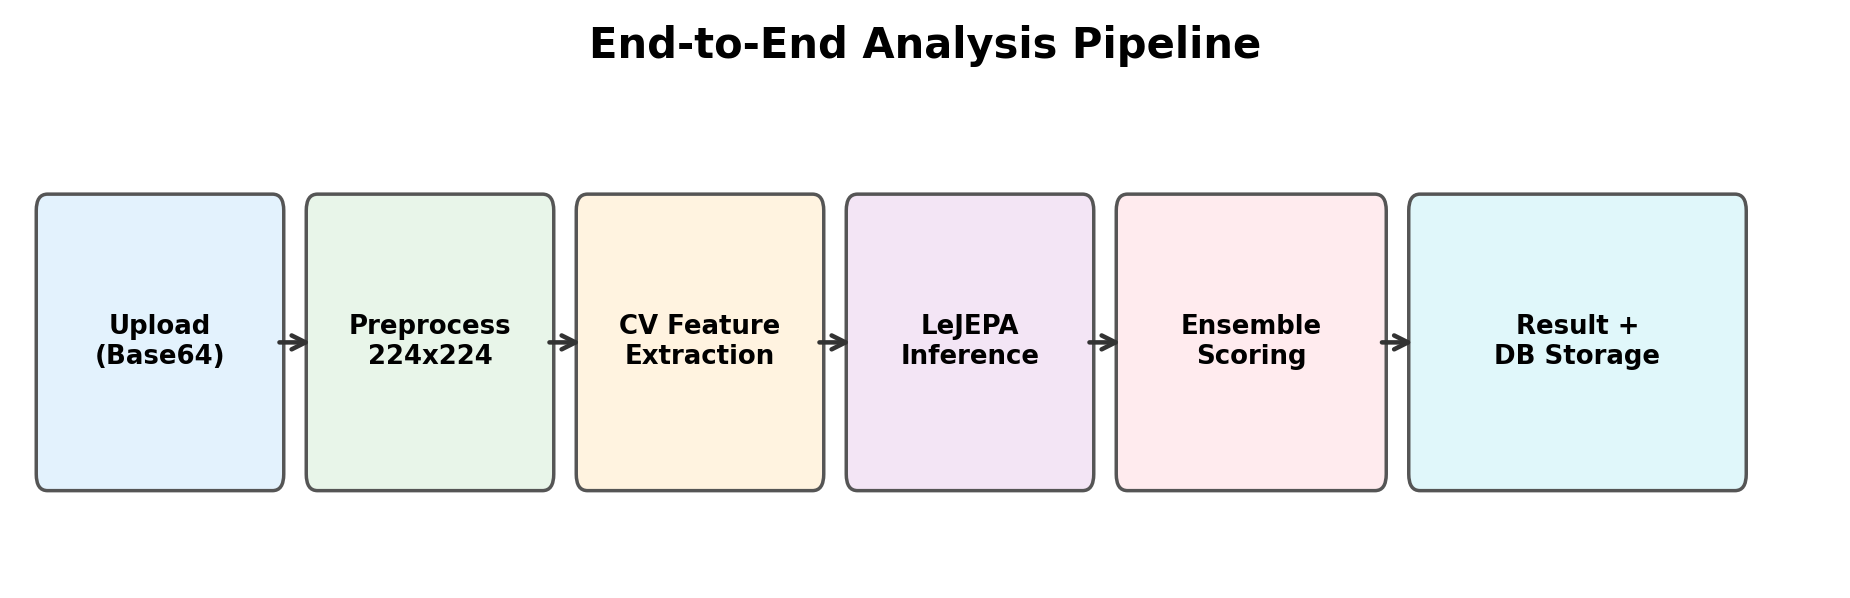 End-to-End Analysis Pipeline
Upload
(Base64)
Preprocess
224x224
CV Feature
Extraction
LeJEPA
Inference
Ensemble
Scoring
Result +
DB Storage